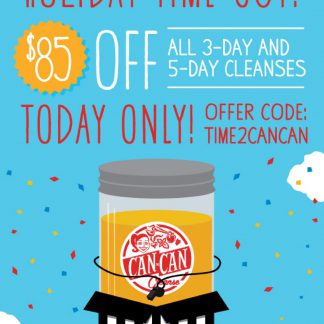 HOLIDAY TIME OUT!
$85 OFF ALL 3-DAY AND
5-DAY CLEANSES
TODAY ONLY! OFFER CODE:
TIME2CANCAN
CAN-CAN
Cleanse